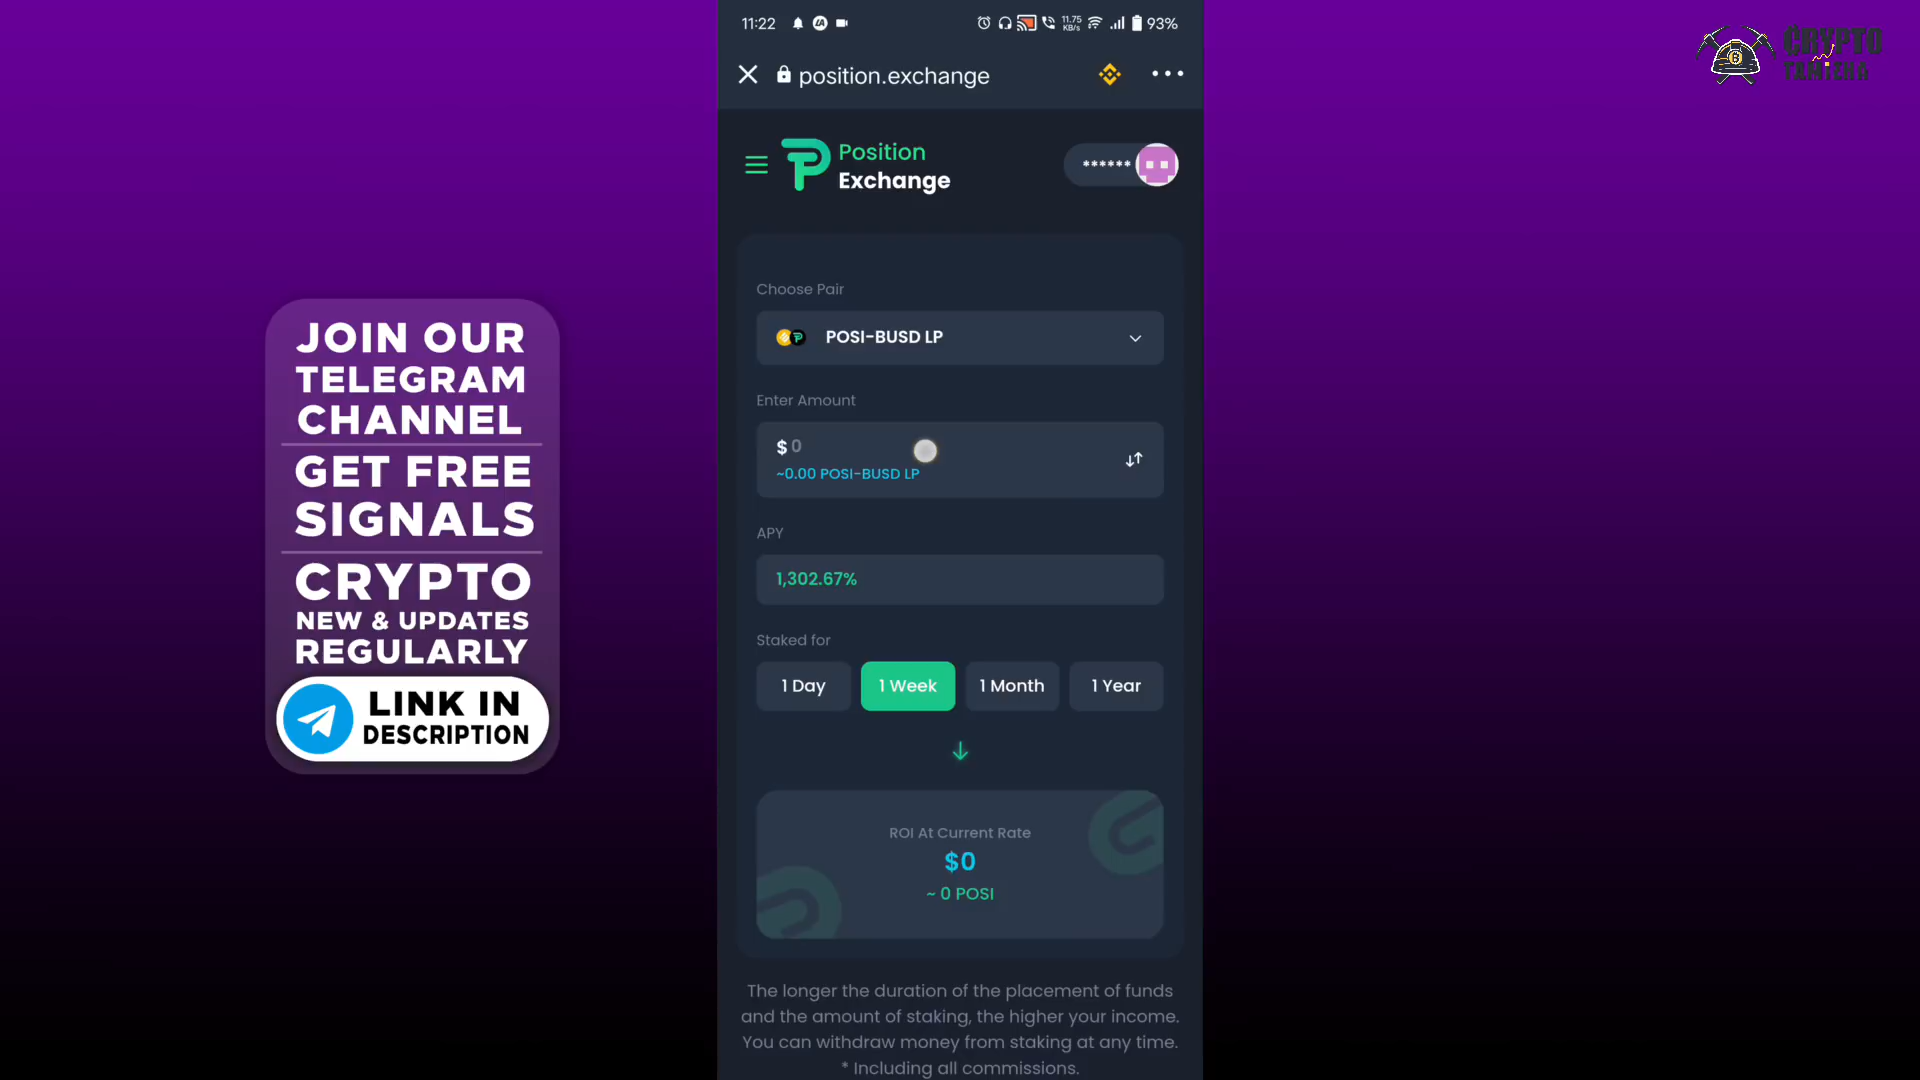 11:22
11.75
KB/s
93%
position.exchange
Position
Exchange
******
Choose Pair
POSI-BUSD LP
Enter Amount
$ 0
~0.00 POSI-BUSD LP
APY
1,302.67%
Staked for
1 Day
1 Week
1 Month
1 Year
ROI At Current Rate
$0
~ 0 POSI
The longer the duration of the placement of funds
and the amount of staking, the higher your income.
You can withdraw money from staking at any time.
* Including all commissions.
JOIN OUR
TELEGRAM
CHANNEL
GET FREE
SIGNALS
CRYPTO
NEW & UPDATES
REGULARLY
LINK IN
DESCRIPTION
CRYPTO